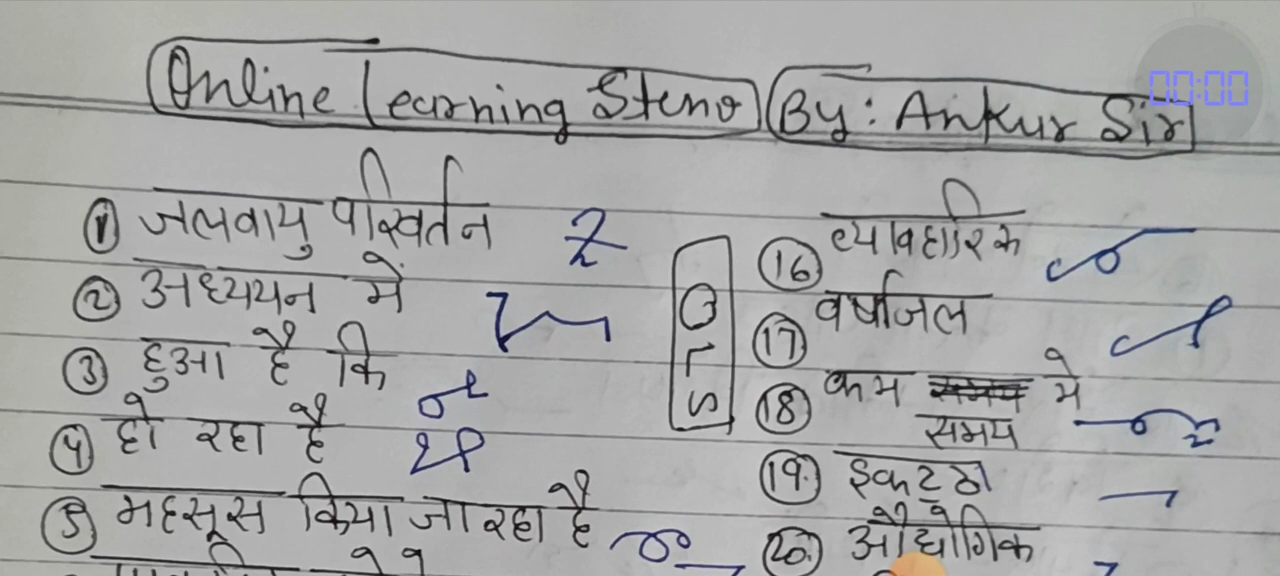 Online Learning Steno By: Ankur Sir
00:00
① जलवायु परिवर्तन
② अध्ययन में
③ हुआ है कि
④ हो रहा है
⑤ महसूस किया जा रहा है
OLS
⑯ व्यावहारिक
⑰ वर्षाजल
⑱ कम समय में
⑲ इकट्ठा
⑳ औद्योगिक